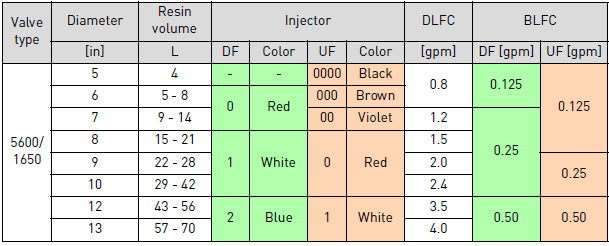 Valve type Diameter Resin volume Injector DLFC BLFC
[in] L DF Color UF Color [gpm] DF [gpm] UF [gpm]
5600/1650
5 4 - - 0000 Black 0.8 0.125 0.125
6 5 - 8 0 Red 000 Brown
7 9 - 14 00 Violet 1.2 0.25
8 15 - 21 1 White 0 Red 1.5
9 22 - 28 2.0 0.25
10 29 - 42 2.4
12 43 - 56 2 Blue 1 White 3.5 0.50 0.50
13 57 - 70 4.0